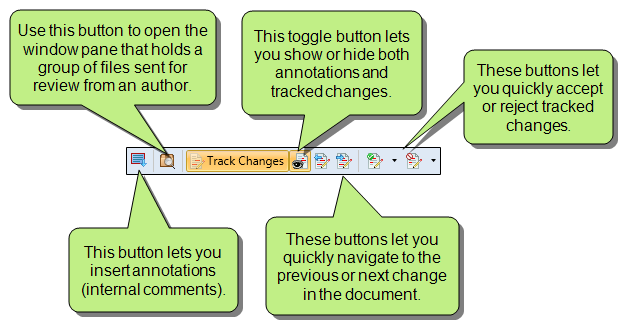 Use this button to open the
window pane that holds a
group of files sent for
review from an author.
This toggle button lets
you show or hide both
annotations and
tracked changes.
These buttons let
you quickly accept
or reject tracked
changes.
Track Changes
This button lets you
insert annotations
(internal comments).
These buttons let you
quickly navigate to the
previous or next change
in the document.